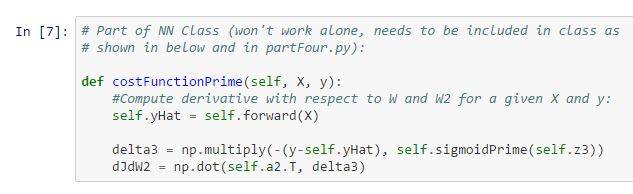 In [7]: # Part of NN Class (won't work alone, needs to be included in class as
# shown in below and in partFour.py):
def costFunctionPrime(self, X, y):
#Compute derivative with respect to W and W2 for a given X and y:
self.yHat = self.forward(X)
delta3 = np.multiply(-(y-self.yHat), self.sigmoidPrime(self.z3))
dJdW2 = np.dot(self.a2.T, delta3)